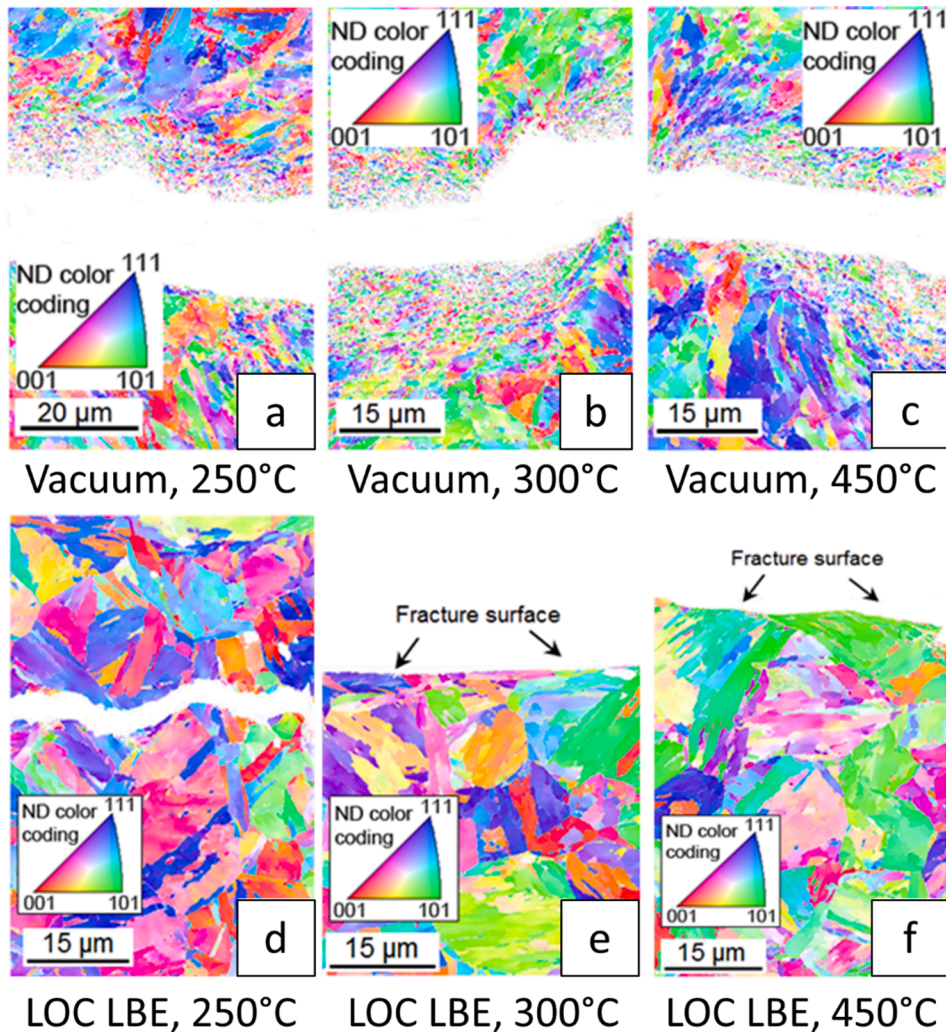 ND color 111
coding
001 101
20 µm
a
Vacuum, 250°C
ND color 111
coding
001 101
15 µm
b
Vacuum, 300°C
ND color 111
coding
001 101
15 µm
c
Vacuum, 450°C
ND color 111
coding
001 101
15 µm
d
LOC LBE, 250°C
Fracture surface
ND color 111
coding
001 101
15 µm
e
LOC LBE, 300°C
Fracture surface
ND color 111
coding
001 101
15 µm
f
LOC LBE, 450°C